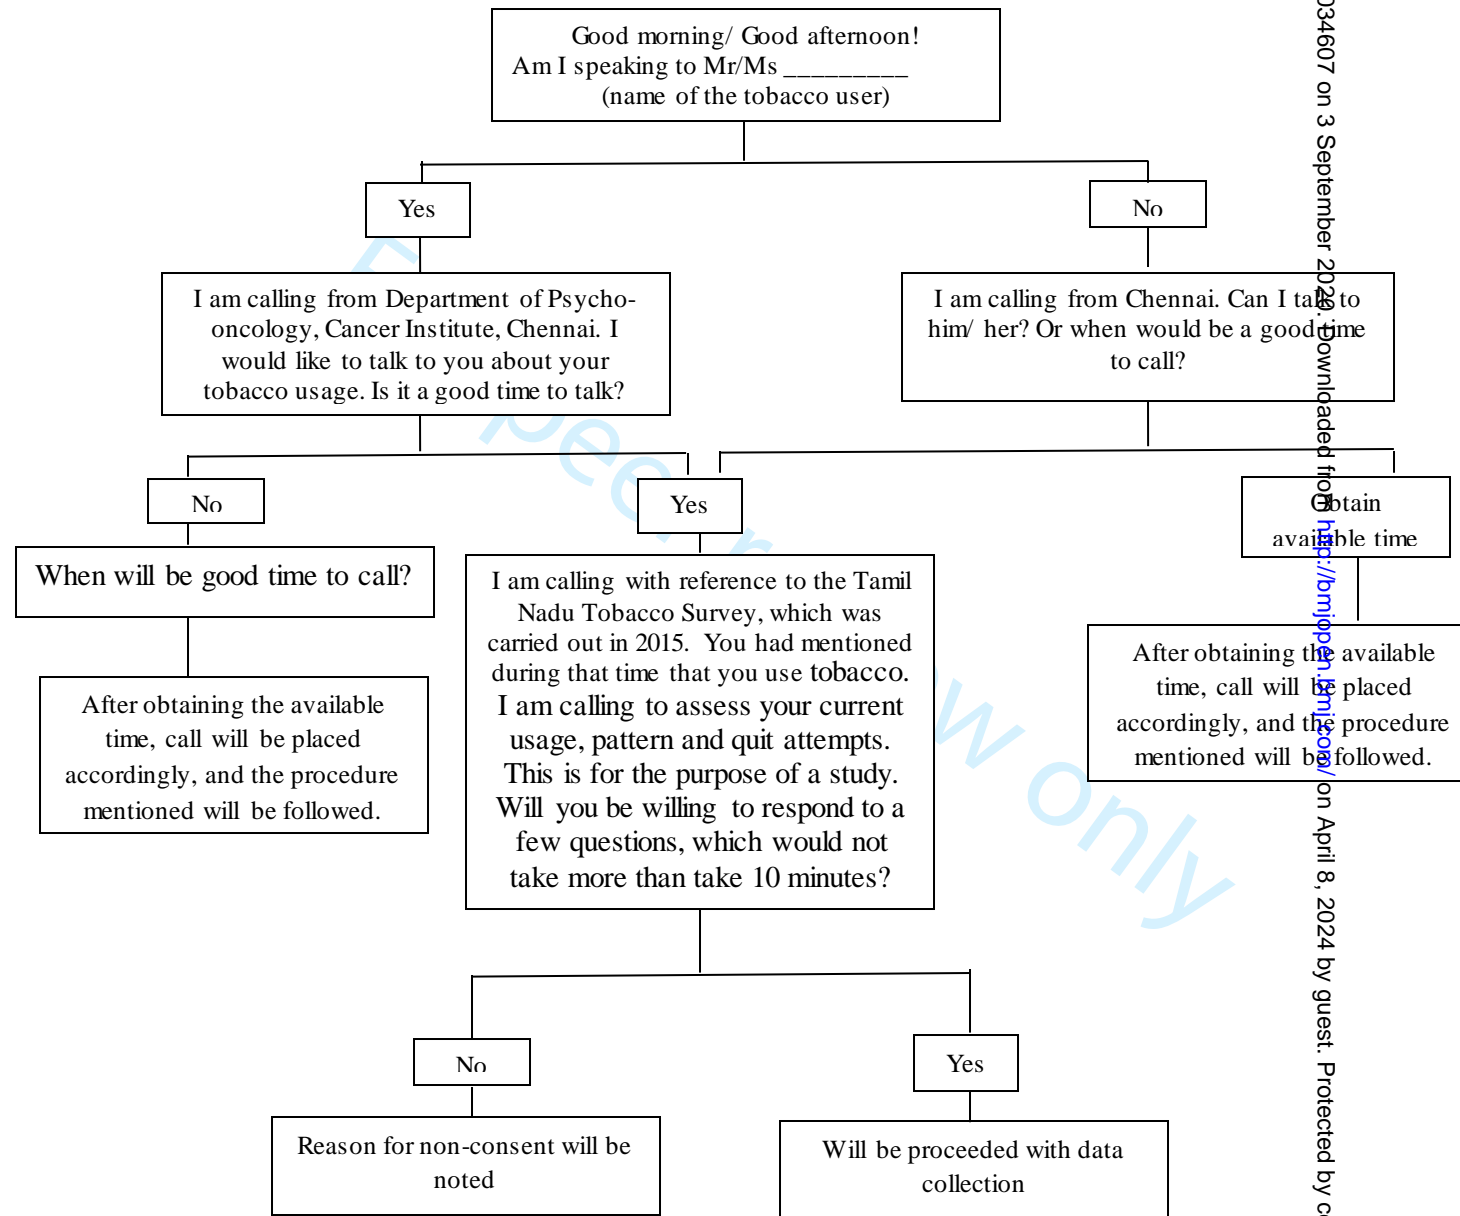 Good morning/ Good afternoon!
Am I speaking to Mr/Ms _________
(name of the tobacco user)
Yes
No
I am calling from Department of Psycho-
oncology, Cancer Institute, Chennai. I
would like to talk to you about your
tobacco usage. Is it a good time to talk?
I am calling from Chennai. Can I talk to
him/ her? Or when would be a good time
to call?
No
Yes
Obtain
available time
When will be good time to call?
I am calling with reference to the Tamil
Nadu Tobacco Survey, which was
carried out in 2015. You had mentioned
during that time that you use tobacco.
I am calling to assess your current
usage, pattern and quit attempts.
This is for the purpose of a study.
Will you be willing to respond to a
few questions, which would not
take more than take 10 minutes?
After obtaining the available
time, call will be placed
accordingly, and the procedure
mentioned will be followed.
After obtaining the available
time, call will be placed
accordingly, and the procedure
mentioned will be followed.
No
Yes
Reason for non-consent will be
noted
Will be proceeded with data
collection
034607 on 3 September 2020. Downloaded from http://bmjopen.bmj.com/ on April 8, 2024 by guest. Protected by
only